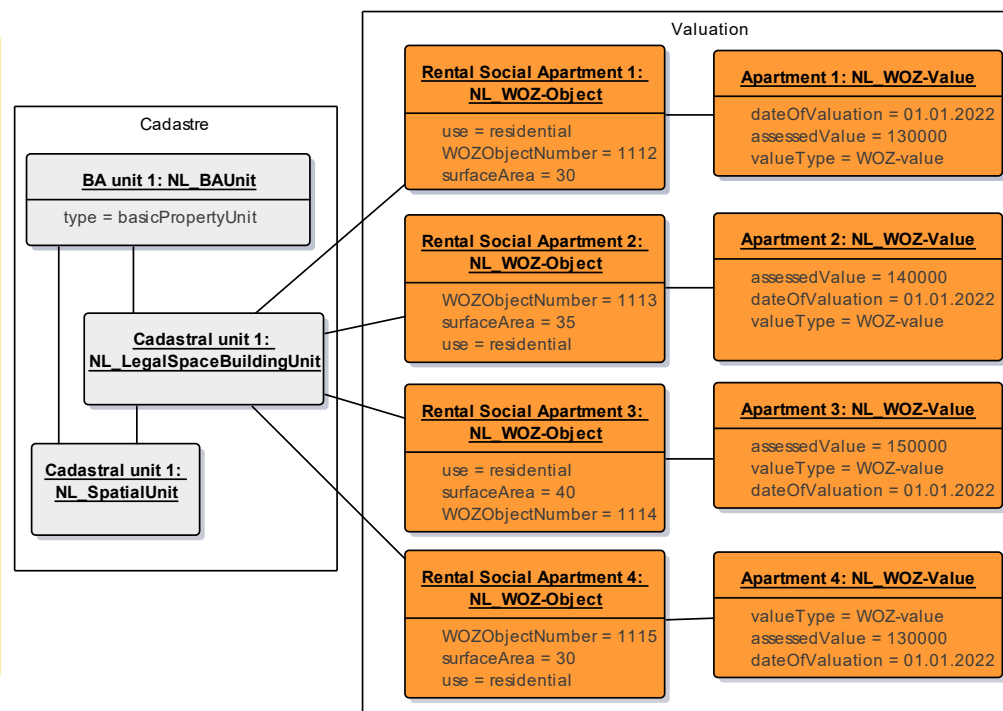 Cadastre
BA unit 1: NL_BAUnit
type = basicPropertyUnit
Cadastral unit 1:
NL_LegalSpaceBuildingUnit
Cadastral unit 1:
NL_SpatialUnit
Valuation
Rental Social Apartment 1:
NL_WOZ-Object
use = residential
WOZObjectNumber = 1112
surfaceArea = 30
Apartment 1: NL_WOZ-Value
dateOfValuation = 01.01.2022
assessedValue = 130000
valueType = WOZ-value
Rental Social Apartment 2:
NL_WOZ-Object
WOZObjectNumber = 1113
surfaceArea = 35
use = residential
Apartment 2: NL_WOZ-Value
assessedValue = 140000
dateOfValuation = 01.01.2022
valueType = WOZ-value
Rental Social Apartment 3:
NL_WOZ-Object
use = residential
surfaceArea = 40
WOZObjectNumber = 1114
Apartment 3: NL_WOZ-Value
assessedValue = 150000
valueType = WOZ-value
dateOfValuation = 01.01.2022
Rental Social Apartment 4:
NL_WOZ-Object
WOZObjectNumber = 1115
surfaceArea = 30
use = residential
Apartment 4: NL_WOZ-Value
valueType = WOZ-value
assessedValue = 130000
dateOfValuation = 01.01.2022